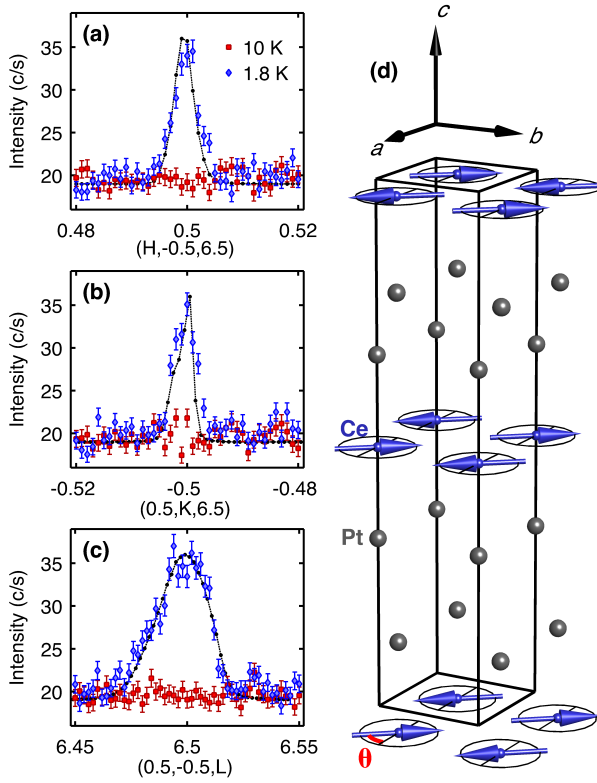 (a)
10 K
1.8 K
Intensity (c/s)
35
30
25
20
0.48
0.5
0.52
(H,-0.5,6.5)
(b)
Intensity (c/s)
35
30
25
20
-0.52
-0.5
-0.48
(0.5,K,6.5)
(c)
Intensity (c/s)
35
30
25
20
6.45
6.5
6.55
(0.5,-0.5,L)
(d)
c
a
b
Ce
Pt
θ